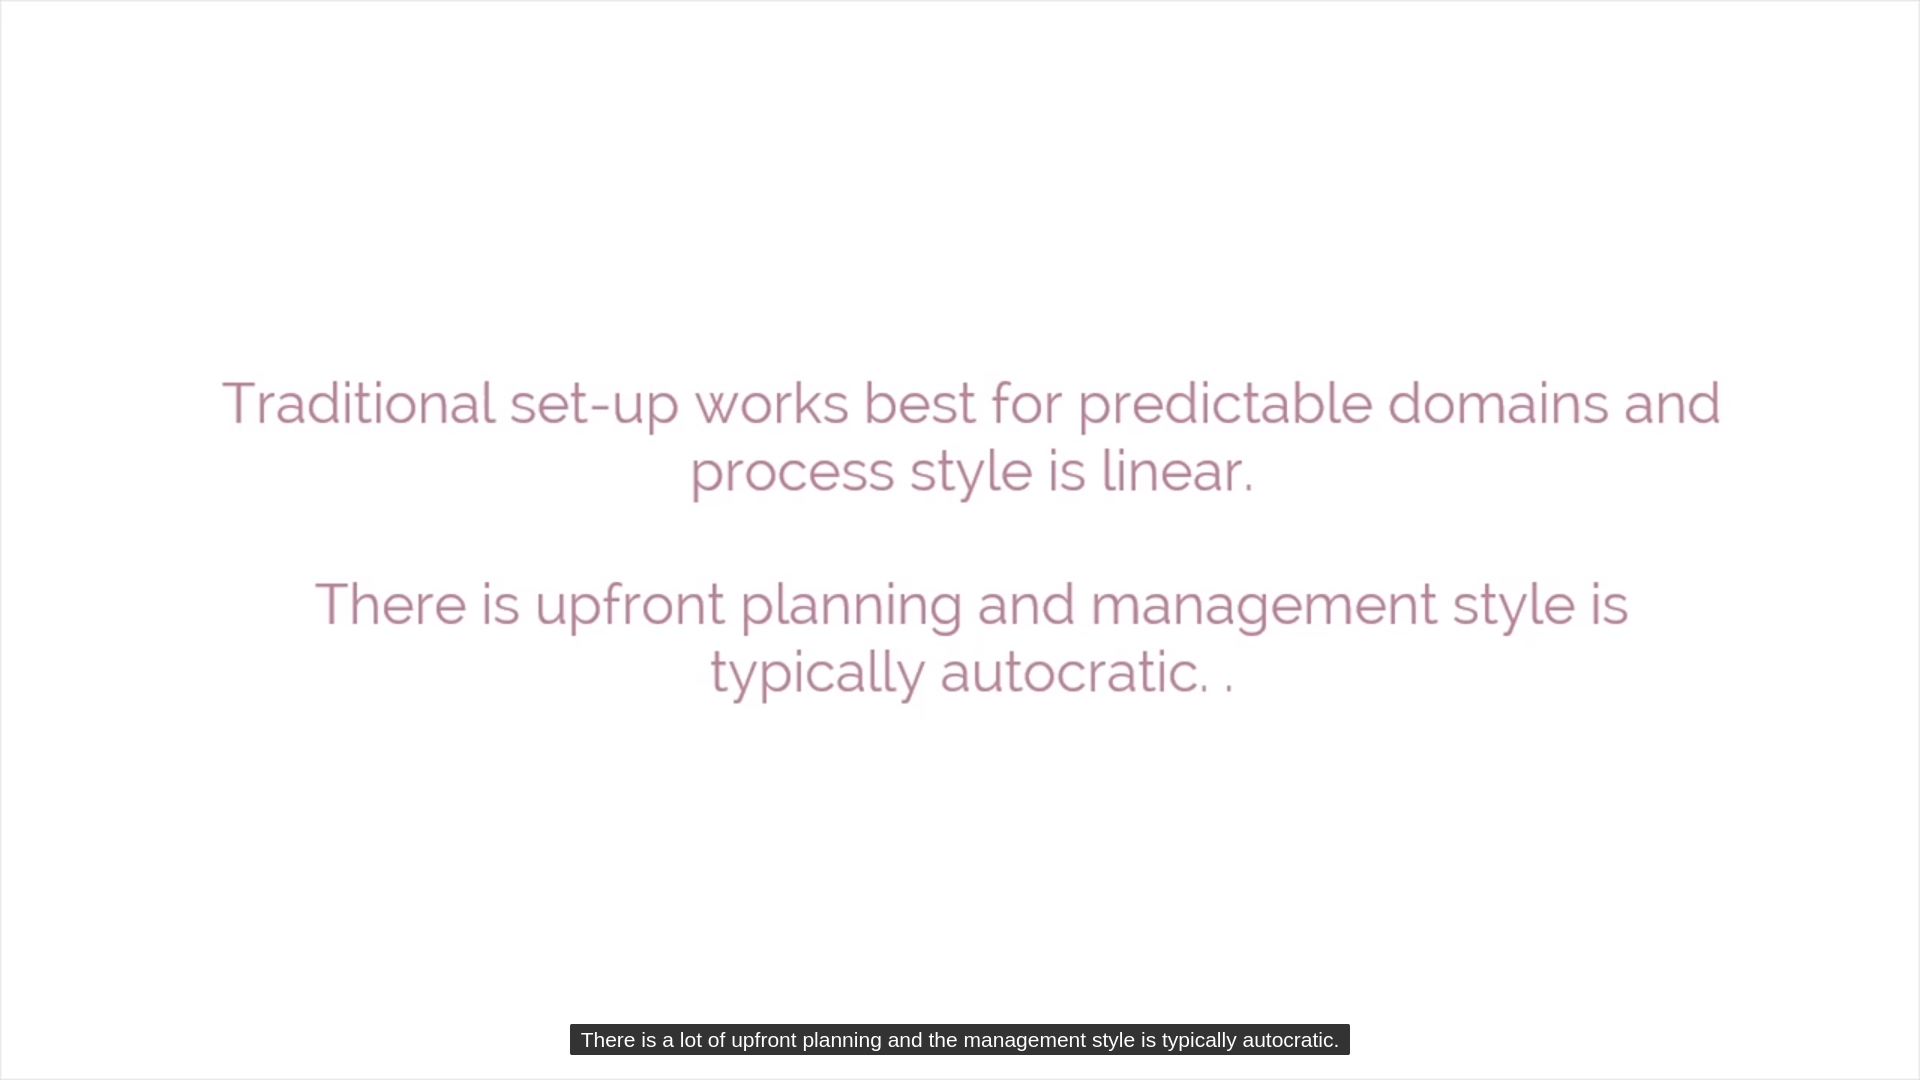 Traditional set-up works best for predictable domains and
process style is linear.
There is upfront planning and management style is
typically autocratic. .
There is a lot of upfront planning and the management style is typically autocratic.